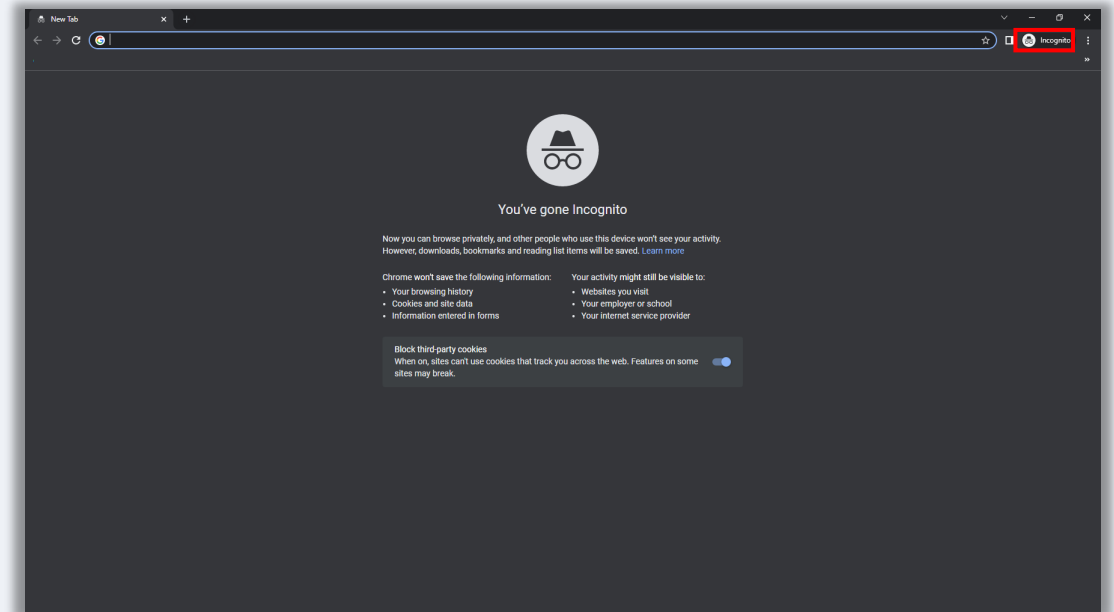 New Tab
Incognito
You've gone Incognito
Now you can browse privately, and other people who use this device won't see your activity.
However, downloads, bookmarks and reading list items will be saved. Learn more
Chrome won't save the following information:
• Your browsing history
• Cookies and site data
• Information entered in forms
Your activity might still be visible to:
• Websites you visit
• Your employer or school
• Your internet service provider
Block third-party cookies
When on, sites can't use cookies that track you across the web. Features on some
sites may break.